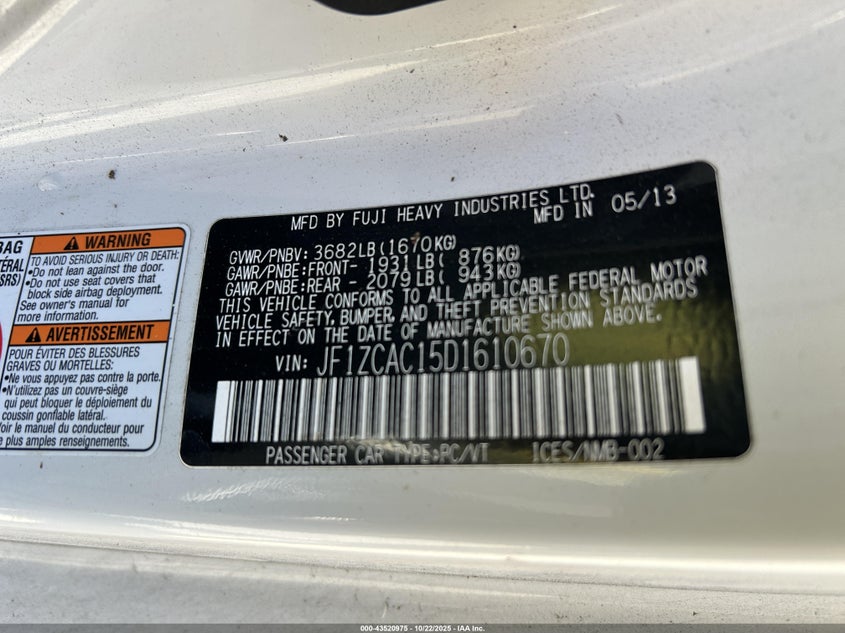 MFD BY FUJI HEAVY INDUSTRIES LTD.
MFD IN 05/13
GVWR/PNBV: 3682LB(1670KG)
GAWR/PNBE:FRONT- 1931LB( 876KG)
GAWR/PNBE:REAR - 2079LB( 943KG)
THIS VEHICLE CONFORMS TO ALL APPLICABLE FEDERAL MOTOR
VEHICLE SAFETY, BUMPER, AND THEFT PREVENTION STANDARDS
IN EFFECT ON THE DATE OF MANUFACTURE SHOWN ABOVE.
VIN: JF1ZCAC15D1610670
PASSENGER CAR TYPE:PC/VT ICES/NMB-002
WARNING
TO AVOID SERIOUS INJURY OR DEATH:
•Do not lean against the door.
•Do not use seat covers that
block side airbag deployment.
See owner's manual for
more information.
AVERTISSEMENT
POUR ÉVITER DES BLESSURES
GRAVES OU MORTELLES:
•Ne vous appuyez pas contre la porte.
•N'utilizes pas un couvre-siège
qui peut bloquer le déploiement du
coussin gonflable latéral.
Voir le manuel du conducteur pour
de plus amples renseignements.
000-43520975 - 10/22/2025 - IAA Inc.